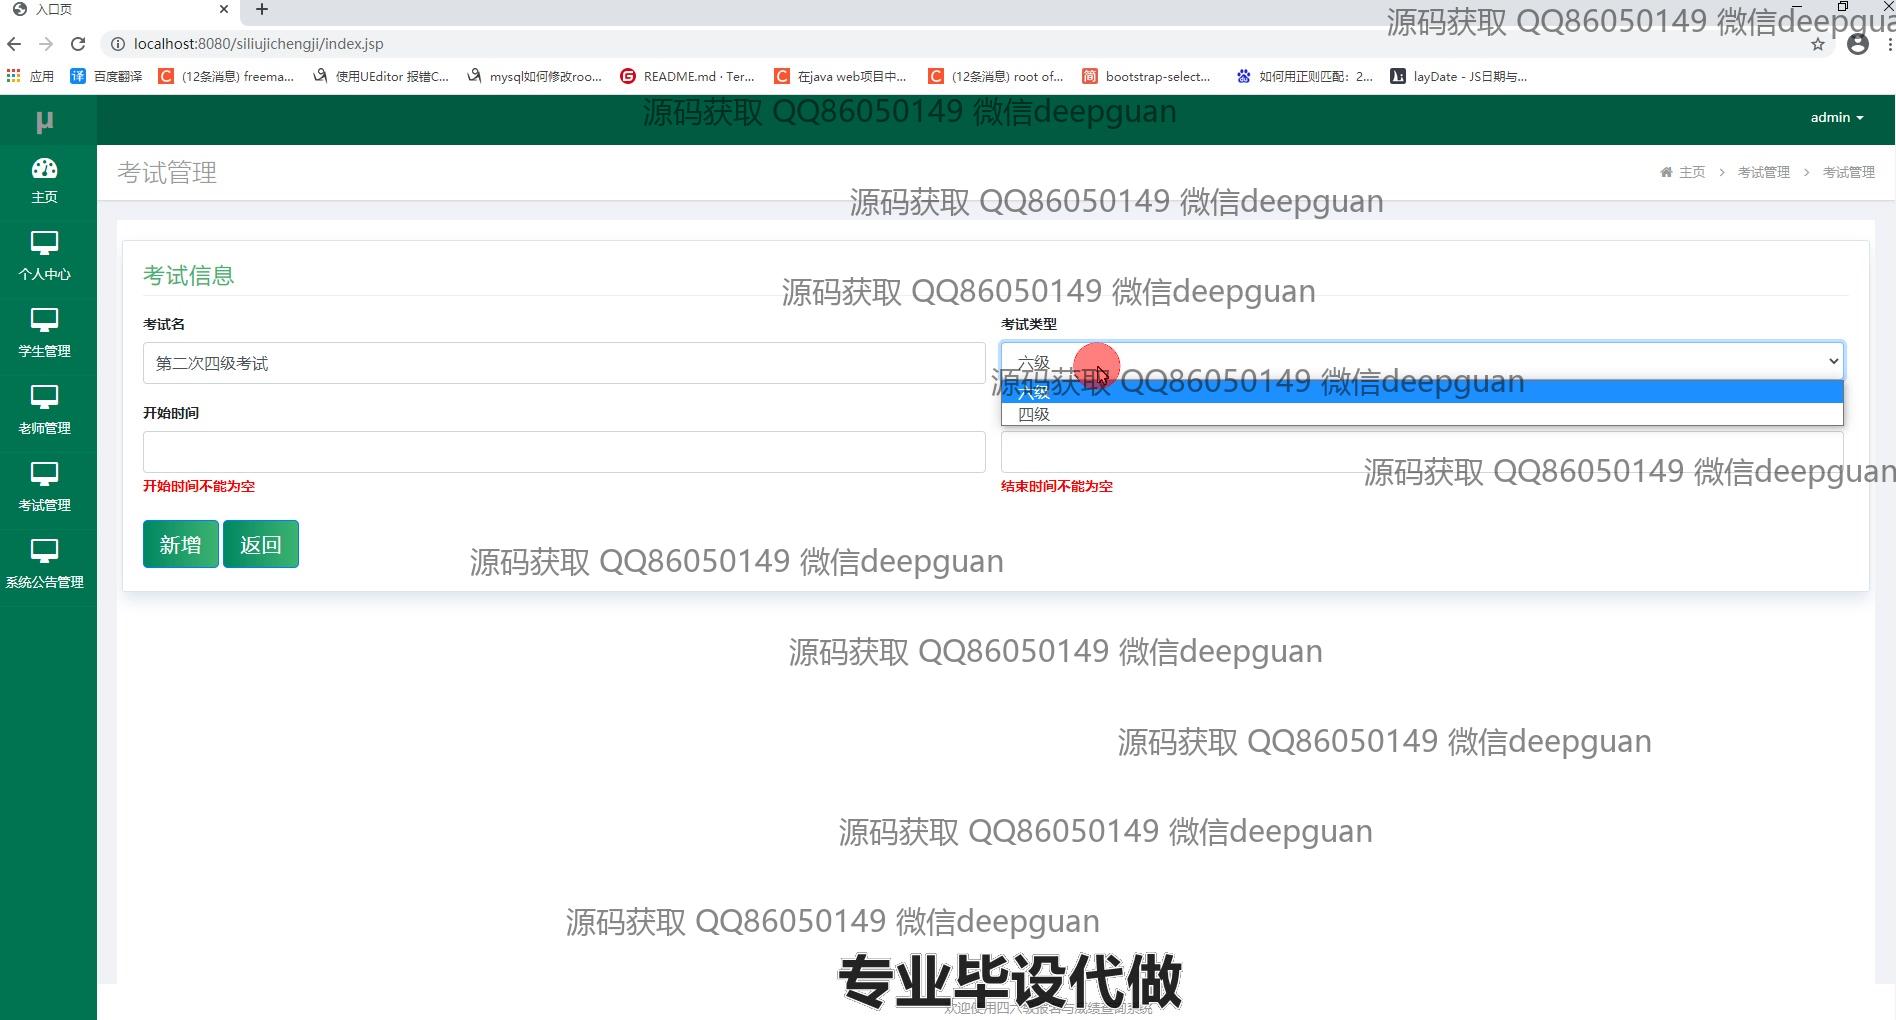 入口页
源码获取 QQ86050149 微信deepgua
localhost:8080/siliujichengji/index.jsp
应用 百度翻译 (12条消息) freema... 使用UEditor 报错C... mysql如何修改roo... README.md · Ter... 在java web项目中... (12条消息) root of... bootstrap-select... 如何用正则匹配：2... layDate - JS日期与...
源码获取 QQ86050149 微信deepguan
μ
admin
考试管理
主页 > 考试管理 > 考试管理
主页
源码获取 QQ86050149 微信deepguan
个人中心
考试信息
源码获取 QQ86050149 微信deepguan
学生管理
考试名
考试类型
第二次四级考试
六级
源码获取 QQ86050149 微信deepguan
六级
四级
老师管理
开始时间
源码获取 QQ86050149 微信deepguan
开始时间不能为空
结束时间不能为空
考试管理
新增 返回
源码获取 QQ86050149 微信deepguan
系统公告管理
源码获取 QQ86050149 微信deepguan
源码获取 QQ86050149 微信deepguan
源码获取 QQ86050149 微信deepguan
源码获取 QQ86050149 微信deepguan
专业毕设代做
欢迎使用四六级报名与成绩查询系统